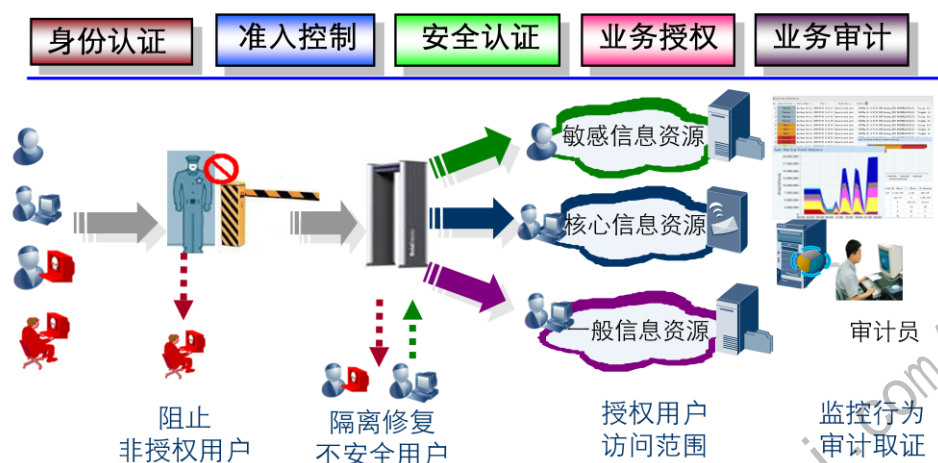 身份认证
准入控制
安全认证
业务授权
业务审计
敏感信息资源
核心信息资源
一般信息资源
审计员
阻止
非授权用户
隔离修复
不安全用户
授权用户
访问范围
监控行为
审计取证